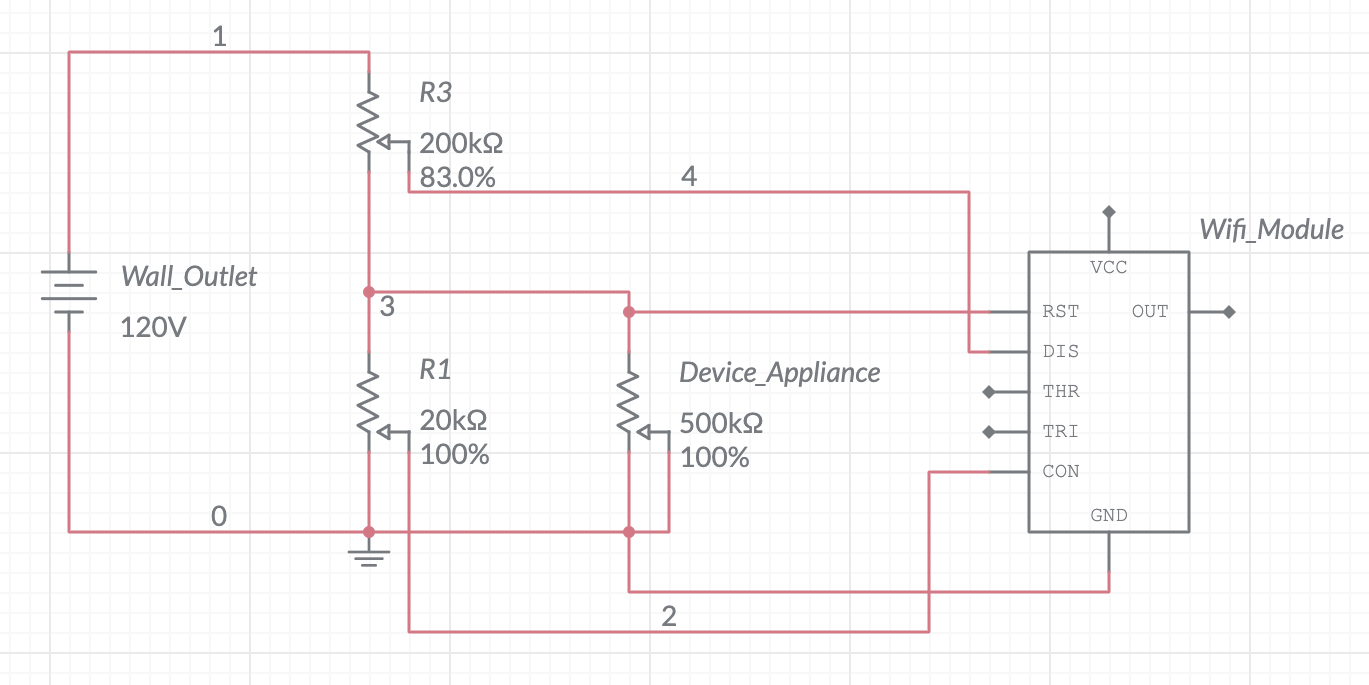 1
R3
200kΩ
83.0%
4
Wifi_Module
VCC
Wall_Outlet
120V
3
RST
OUT
DIS
R1
20kΩ
100%
Device_Appliance
500kΩ
100%
THR
TRI
CON
0
GND
2